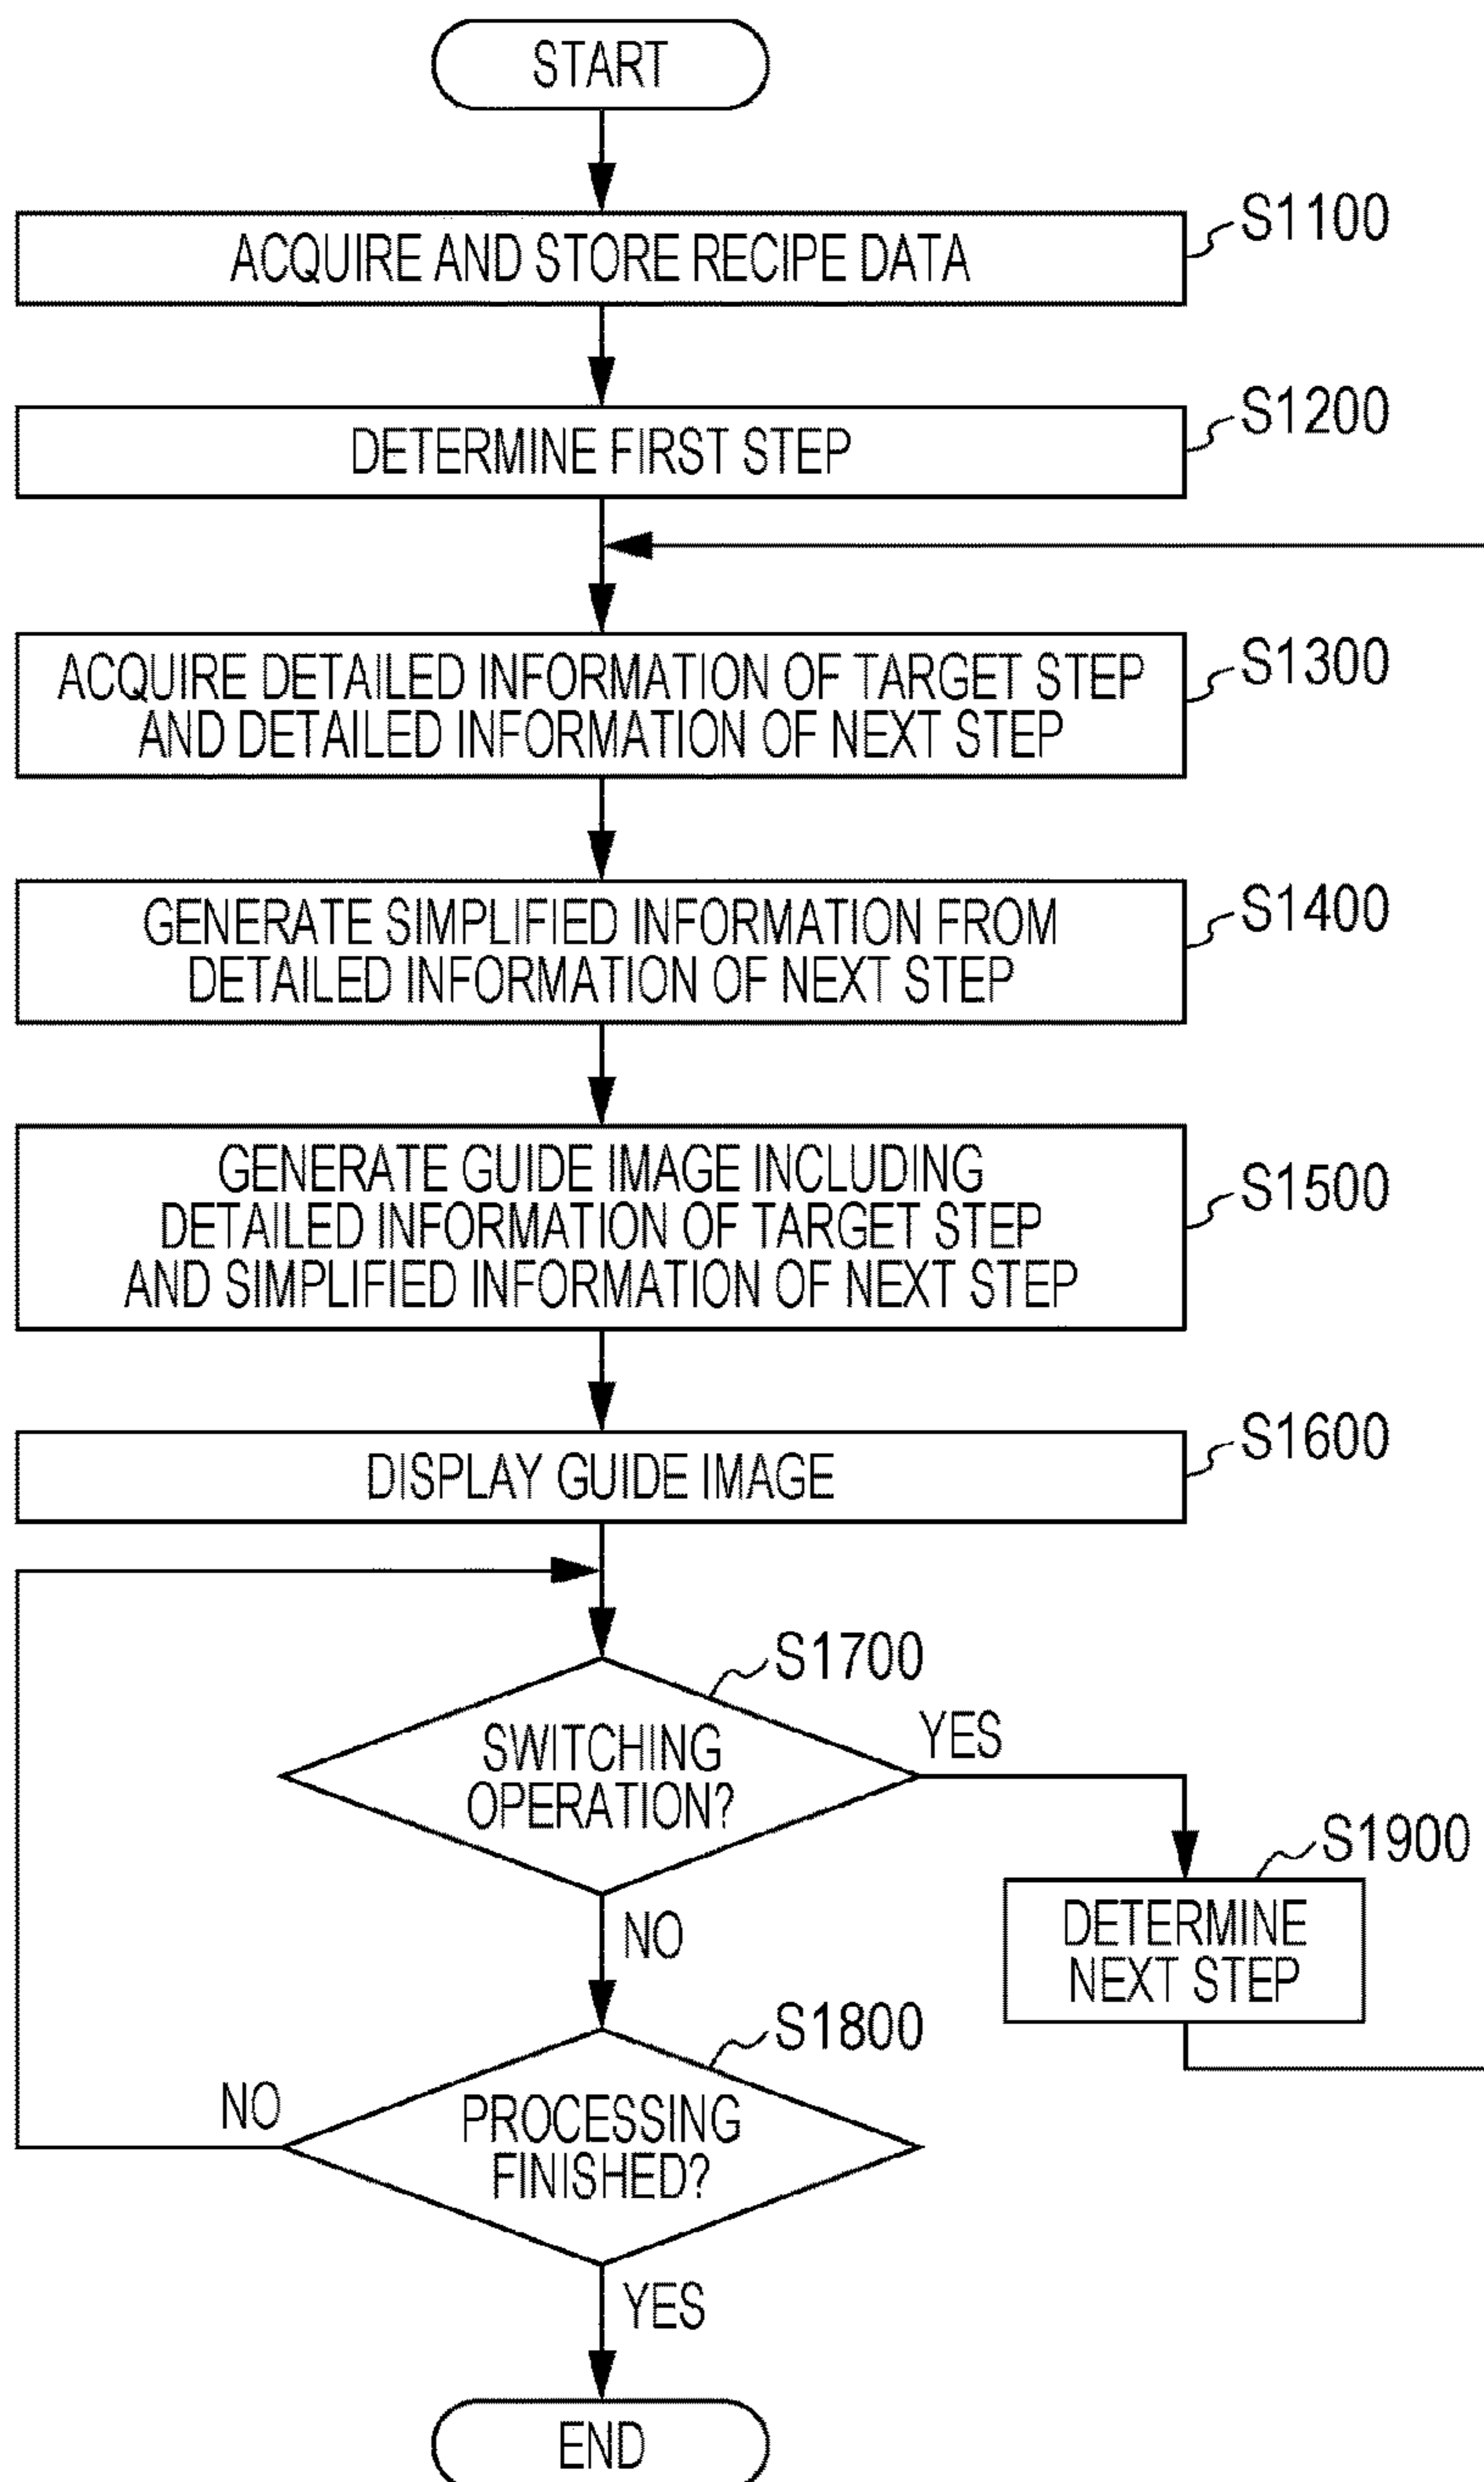 START
S1100
ACQUIRE AND STORE RECIPE DATA
S1200
DETERMINE FIRST STEP
S1300
ACQUIRE DETAILED INFORMATION OF TARGET STEP
AND DETAILED INFORMATION OF NEXT STEP
S1400
GENERATE SIMPLIFIED INFORMATION FROM
DETAILED INFORMATION OF NEXT STEP
S1500
GENERATE GUIDE IMAGE INCLUDING
DETAILED INFORMATION OF TARGET STEP
AND SIMPLIFIED INFORMATION OF NEXT STEP
S1600
DISPLAY GUIDE IMAGE
S1700
SWITCHING
OPERATION?
YES
S1900
DETERMINE
NEXT STEP
NO
S1800
PROCESSING
FINISHED?
NO
YES
END